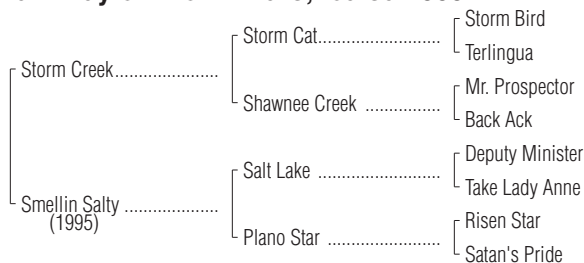 Storm Bird
Storm Cat..............................
Terlingua
Storm Creek..........................
Mr. Prospector
Shawnee Creek ...................
Back Ack
Deputy Minister
Salt Lake ..............................
Take Lady Anne
Smellin Salty .......................
(1995)
Risen Star
Plano Star ............................
Satan's Pride